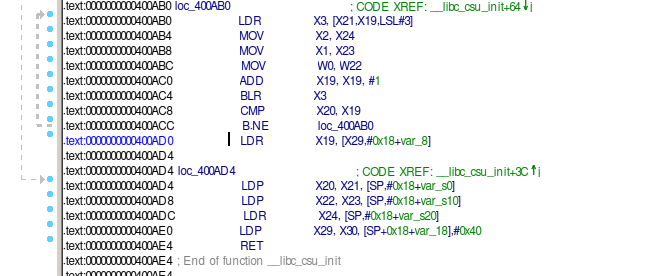 .text:0000000000400AB0 loc_400AB0 ; CODE XREF: __libc_csu_init+64↓j
.text:0000000000400AB0 LDR X3, [X21,X19,LSL#3]
.text:0000000000400AB4 MOV X2, X24
.text:0000000000400AB8 MOV X1, X23
.text:0000000000400ABC MOV W0, W22
.text:0000000000400AC0 ADD X19, X19, #1
.text:0000000000400AC4 BLR X3
.text:0000000000400AC8 CMP X20, X19
.text:0000000000400ACC B.NE loc_400AB0
.text:0000000000400AD0 LDR X19, [X29,#0x18+var_8]
.text:0000000000400AD4
.text:0000000000400AD4 loc_400AD4 ; CODE XREF: __libc_csu_init+3C↑j
.text:0000000000400AD4 LDP X20, X21, [SP,#0x18+var_s0]
.text:0000000000400AD8 LDP X22, X23, [SP,#0x18+var_s10]
.text:0000000000400ADC LDR X24, [SP,#0x18+var_s20]
.text:0000000000400AE0 LDP X29, X30, [SP+0x18+var_18],#0x40
.text:0000000000400AE4 RET
.text:0000000000400AE4 ; End of function __libc_csu_init
.text:0000000000400AE4